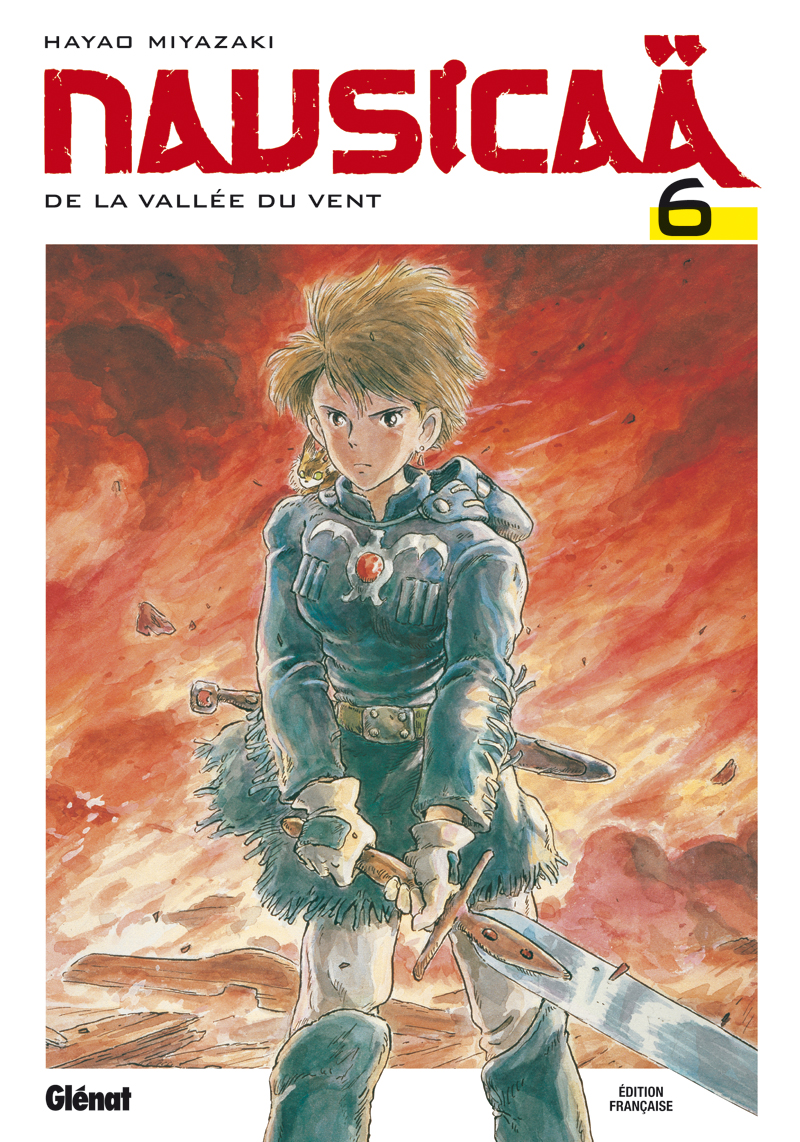 HAYAO MIYAZAKI
NAUSICAÄ
DE LA VALLÉE DU VENT
6
Glénat
ÉDITION
FRANÇAISE